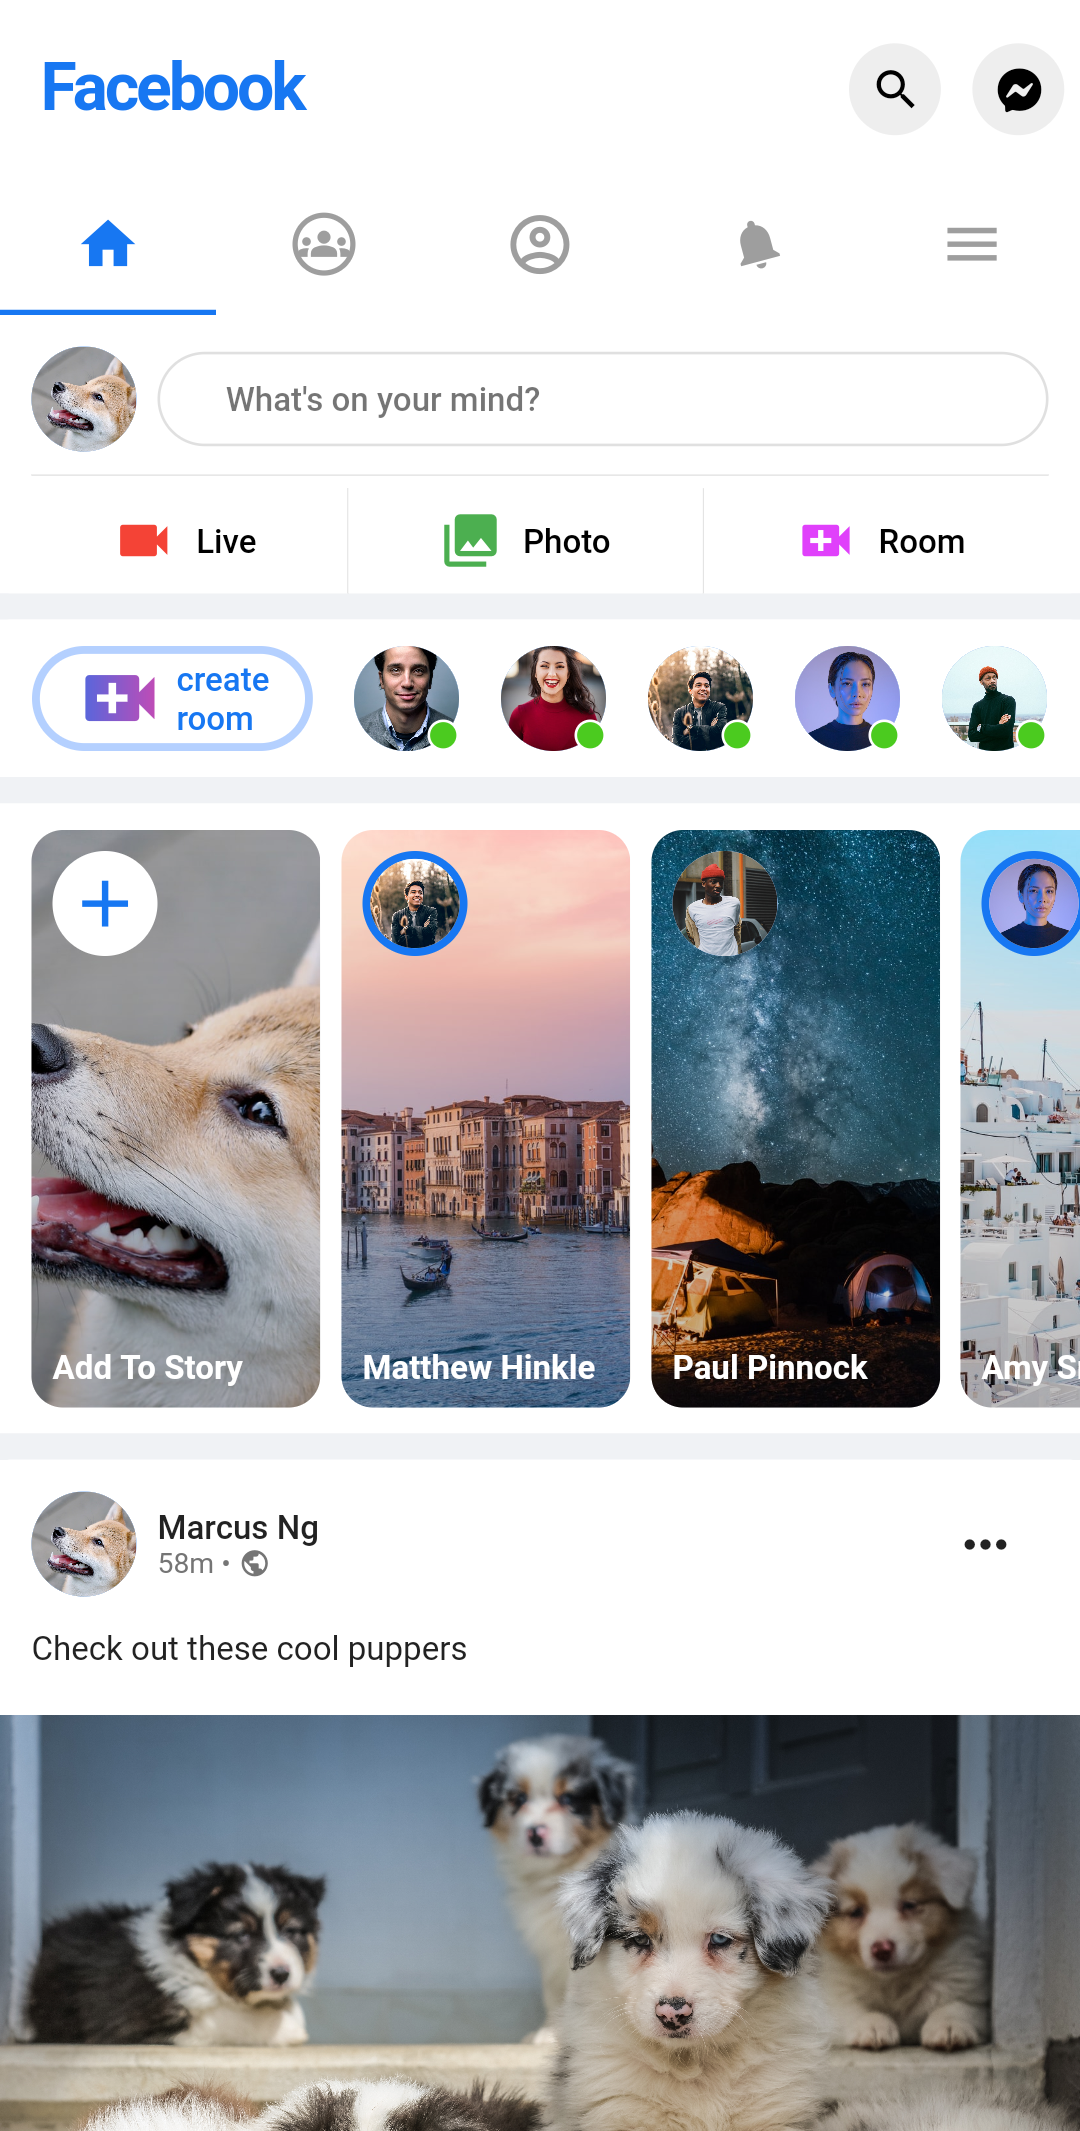 Facebook
What's on your mind?
Live
Photo
Room
create
room
Add To Story
Matthew Hinkle
Paul Pinnock
Amy
Marcus Ng
58m •
Check out these cool puppers